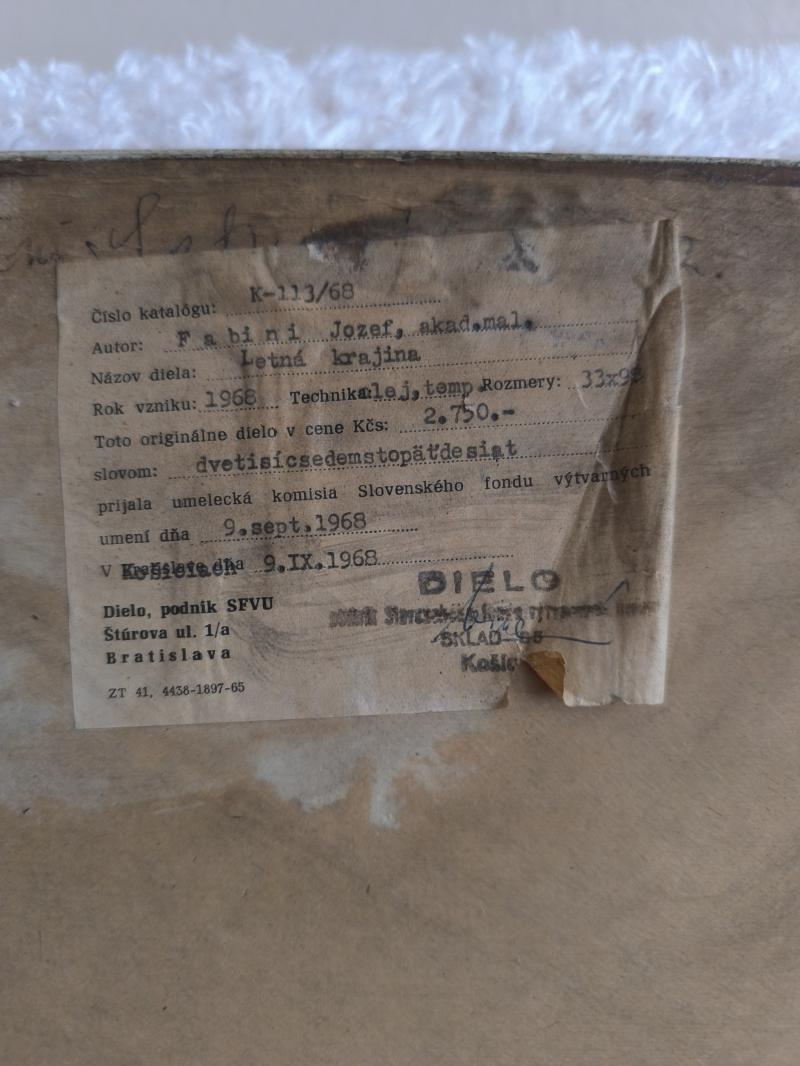 Číslo katalógu: K-113/68
Autor: Fabini Jozef, akad.mal.
Názov diela: Letná krajina
Rok vzniku: 1968 Technika: olej,temp. Rozmery:
Toto originálne dielo v cene Kčs: 2.750.-
slovom: dvetisícsedemstopäťdesiat
prijala umelecká komisia Slovenského fondu výtvarných
umení dňa 9.sept.1968
V Košiciach dňa 9.IX.1968
Dielo, podnik SFVU
Štúrova ul. 1/a
Bratislava
ZT 41, 4438-1897-65
DIELO
SKLAD